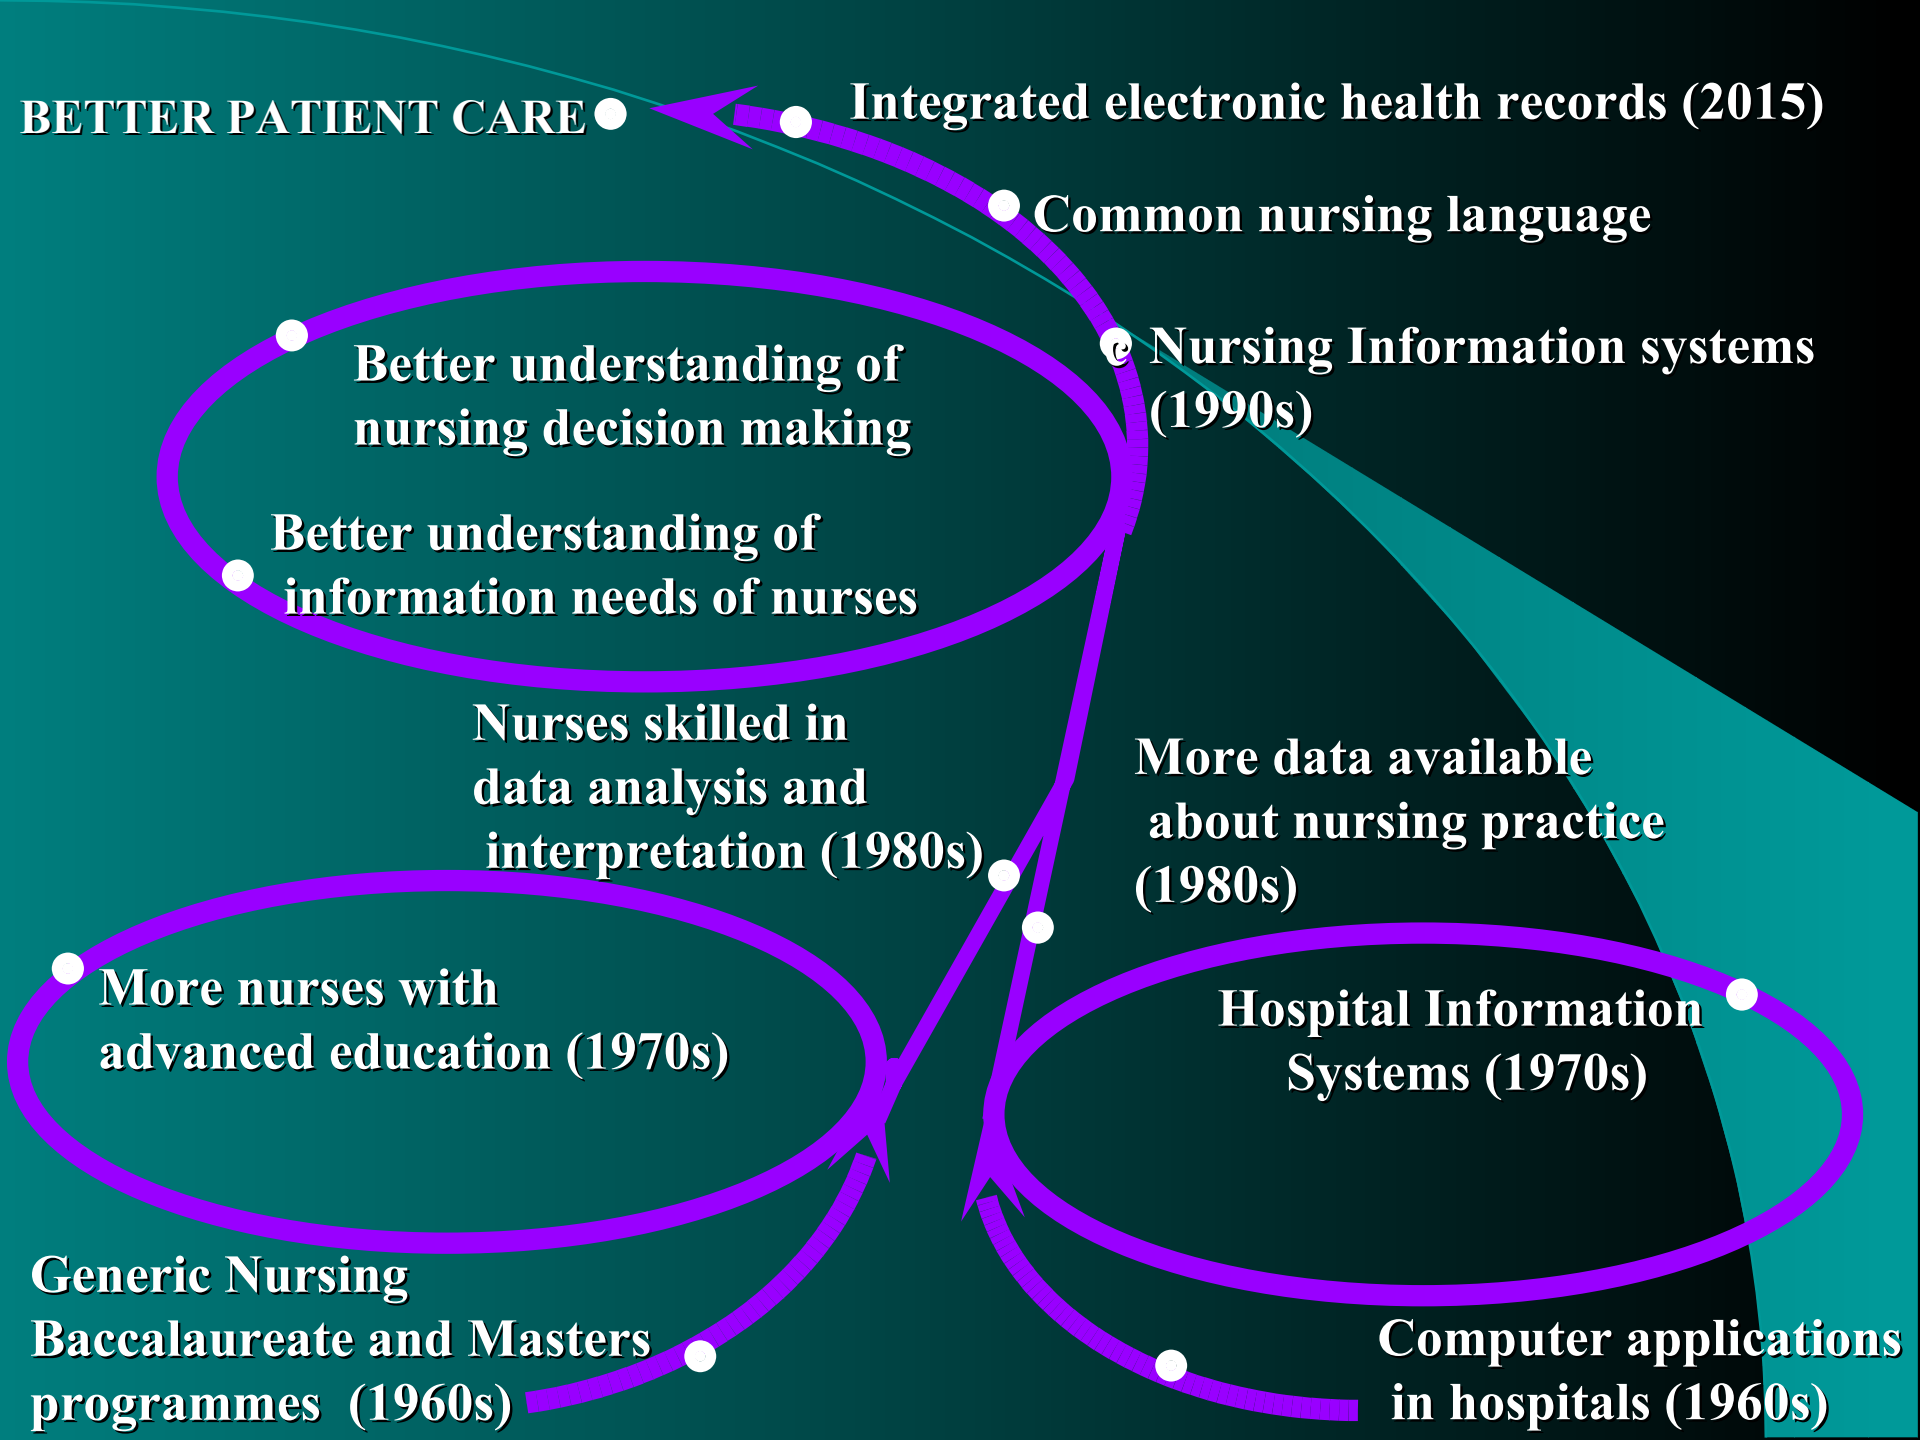 BETTER PATIENT CARE
Integrated electronic health records (2015)
Common nursing language
Nursing Information systems
(1990s)
Better understanding of
nursing decision making
Better understanding of
information needs of nurses
Nurses skilled in
data analysis and
interpretation (1980s)
More data available
about nursing practice
(1980s)
More nurses with
advanced education (1970s)
Hospital Information
Systems (1970s)
Generic Nursing
Baccalaureate and Masters
programmes (1960s)
Computer applications
in hospitals (1960s)